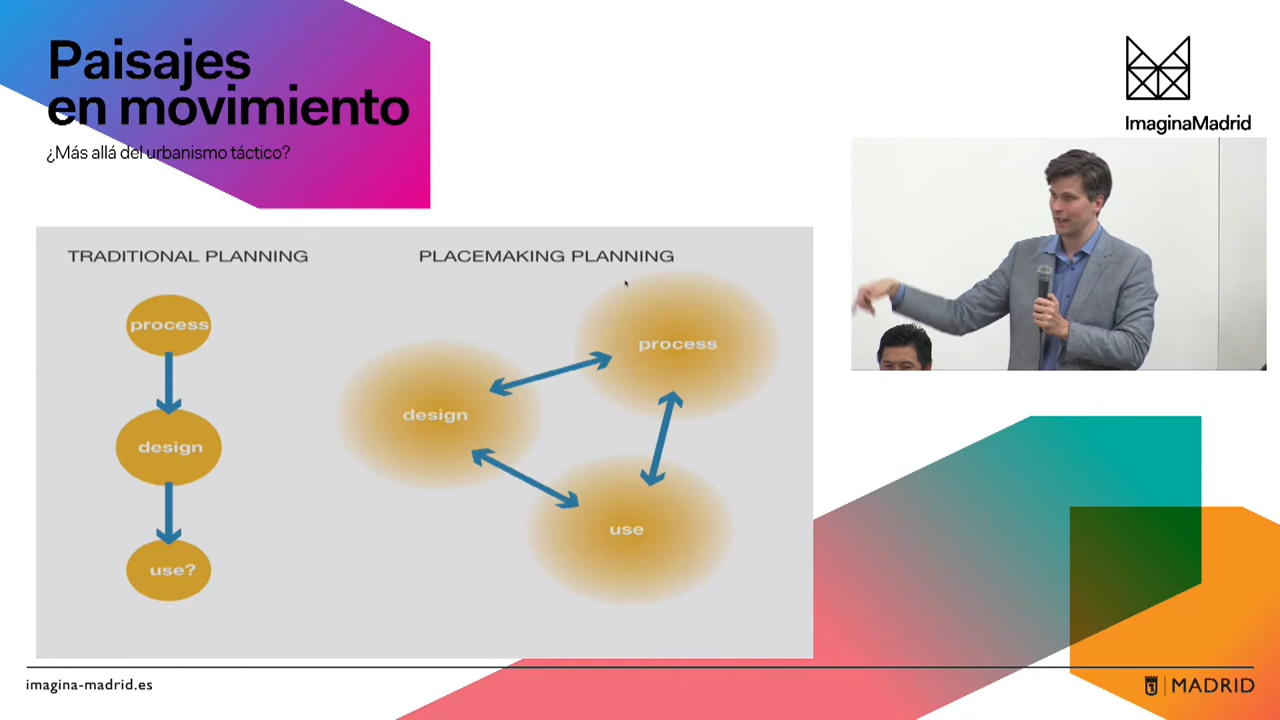 Paisajes
en movimiento
¿Más allá del urbanismo táctico?
ImaginaMadrid
TRADITIONAL PLANNING
process
design
use?
PLACEMAKING PLANNING
process
design
use
imagina-madrid.es
MADRID